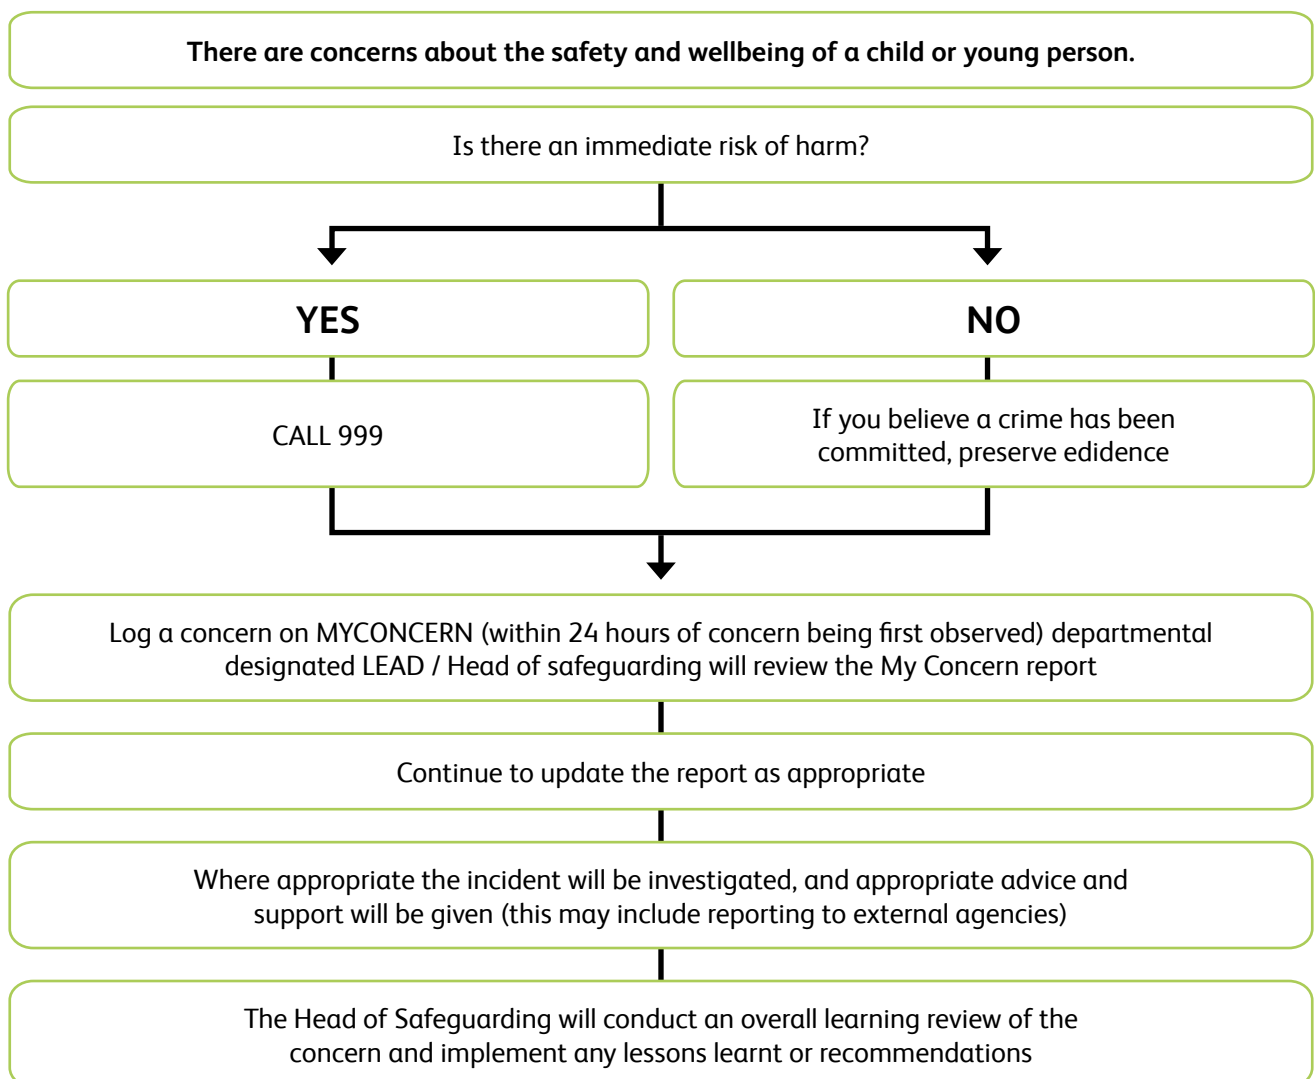 There are concerns about the safety and wellbeing of a child or young person.
Is there an immediate risk of harm?
YES
NO
CALL 999
If you believe a crime has been
committed, preserve edidence
Log a concern on MYCONCERN (within 24 hours of concern being first observed) departmental
designated LEAD / Head of safeguarding will review the My Concern report
Continue to update the report as appropriate
Where appropriate the incident will be investigated, and appropriate advice and
support will be given (this may include reporting to external agencies)
The Head of Safeguarding will conduct an overall learning review of the
concern and implement any lessons learnt or recommendations